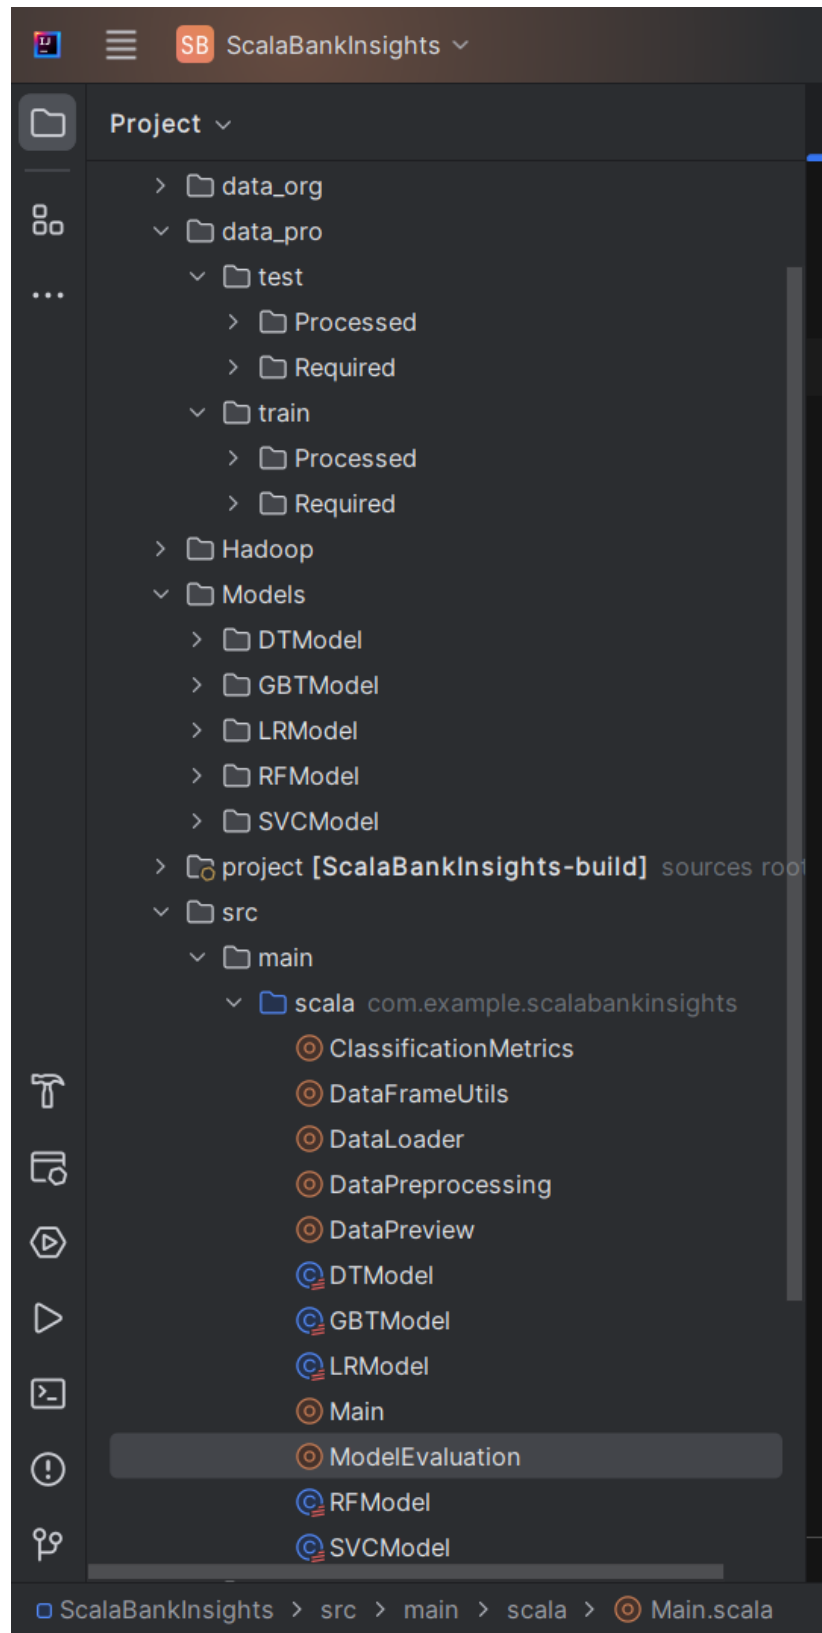 SB ScalaBankInsights
Project
data_org
data_pro
test
Processed
Required
train
Processed
Required
Hadoop
Models
DTModel
GBTModel
LRModel
RFModel
SVCModel
project [ScalaBankInsights-build] sources root
src
main
scala com.example.scalabankinsights
ClassificationMetrics
DataFrameUtils
DataLoader
DataPreprocessing
DataPreview
DTModel
GBTModel
LRModel
Main
ModelEvaluation
RFModel
SVCModel
ScalaBankInsights > src > main > scala > Main.scala